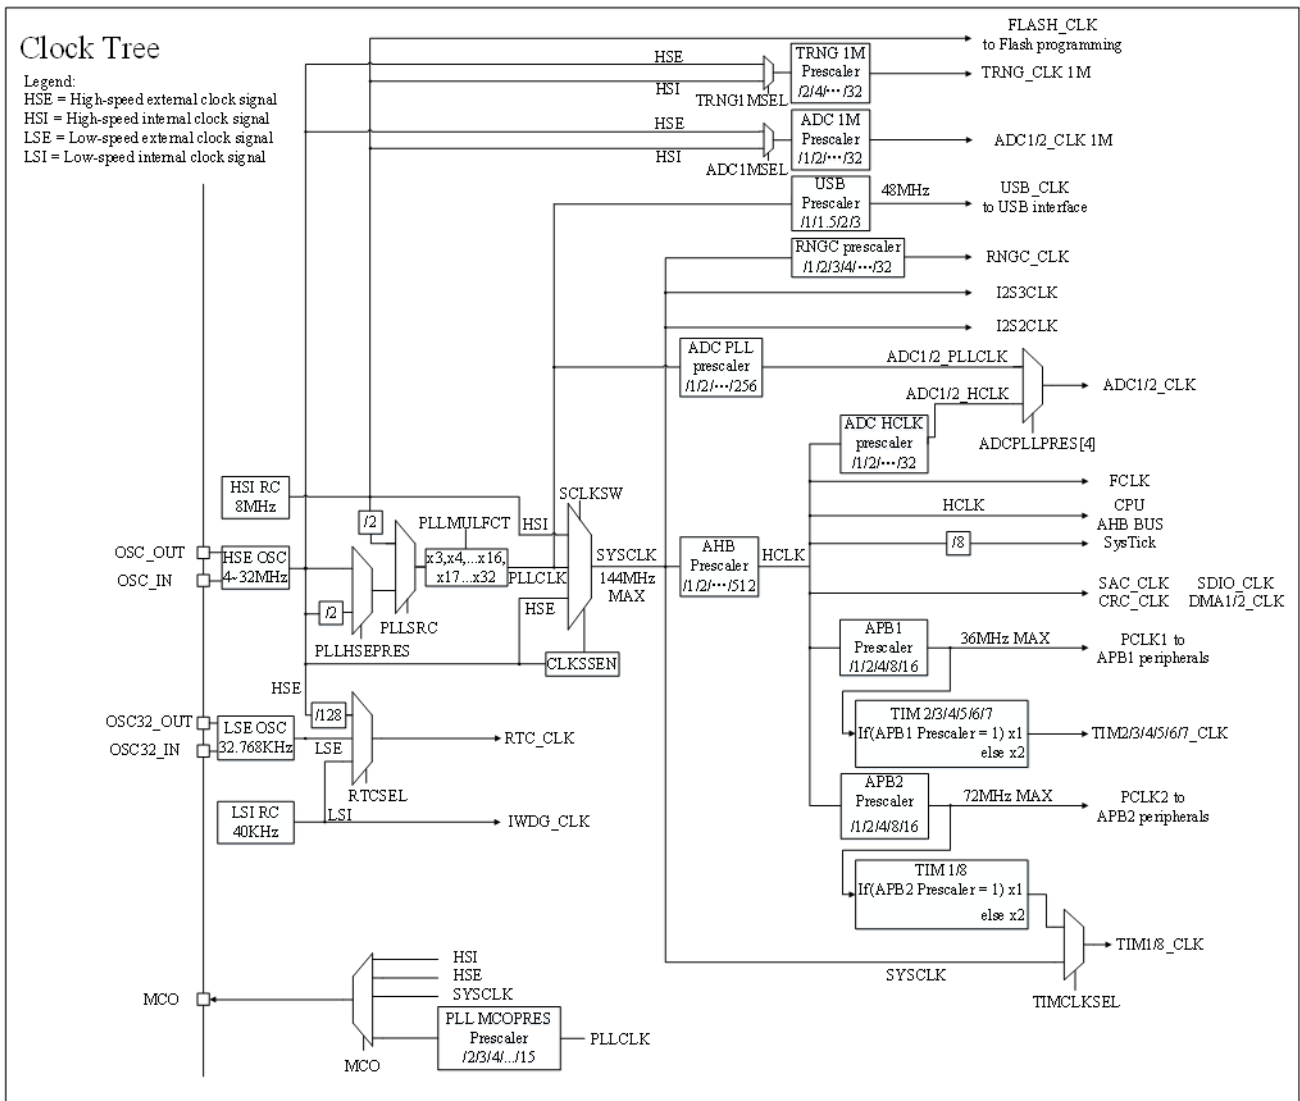 Clock Tree
Legend:
HSE = High-speed external clock signal
HSI = High-speed internal clock signal
LSE = Low-speed external clock signal
LSI = Low-speed internal clock signal
FLASH_CLK
to Flash programming
HSE
HSI
TRNG1MSEL
TRNG 1M
Prescaler
/2/4/···/32
TRNG_CLK 1M
HSE
HSI
ADC1MSEL
ADC 1M
Prescaler
/1/2/···/32
ADC1/2_CLK 1M
USB
Prescaler
/1/1.5/2/3
48MHz
USB_CLK
to USB interface
RNGC prescaler
/1/2/3/4/···/32
RNGC_CLK
I2S3CLK
I2S2CLK
ADC PLL
prescaler
/1/2/···/256
ADC1/2_PLLCLK
ADC1/2_HCLK
ADC1/2_CLK
ADCPLLPRES[4]
ADC HCLK
prescaler
/1/2/···/32
HSI RC
8MHz
/2
PLLMULFCT
SCLKSW
HSI
FCLK
HCLK
CPU
AHB BUS
/8
SysTick
OSC_OUT
OSC_IN
HSE OSC
4~32MHz
x3,x4,...x16,
x17...x32
PLLCLK
SYSCLK
144MHz
MAX
AHB
Prescaler
/1/2/···/512
HCLK
/2
PLLSRC
PLLHSEPRES
HSE
CLKSSEN
SAC_CLK SDIO_CLK
CRC_CLK DMA1/2_CLK
APB1
Prescaler
/1/2/4/8/16
36MHz MAX
PCLK1 to
APB1 peripherals
HSE
/128
OSC32_OUT
OSC32_IN
LSE OSC
32.768KHz
LSE
RTC_CLK
RTCSEL
TIM 2/3/4/5/6/7
If(APB1 Prescaler = 1) x1
else x2
TIM2/3/4/5/6/7_CLK
LSI RC
40KHz
LSI
IWDG_CLK
APB2
Prescaler
/1/2/4/8/16
72MHz MAX
PCLK2 to
APB2 peripherals
TIM 1/8
If(APB2 Prescaler = 1) x1
else x2
TIM1/8_CLK
SYSCLK
TIMCLKSEL
HSI
HSE
SYSCLK
MCO
PLL MCOPRES
Prescaler
/2/3/4/.../15
PLLCLK
MCO